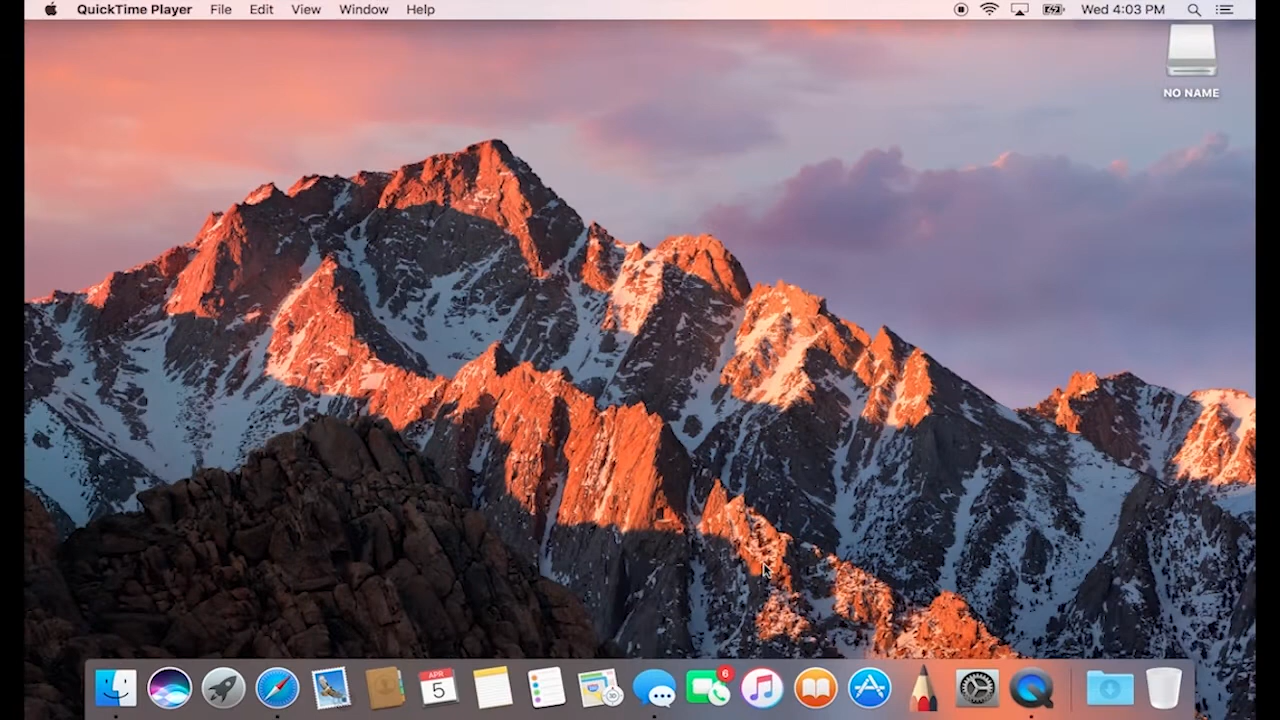 QuickTime Player File Edit View Window Help Wed 4:03 PM
NO NAME
APR
5
6